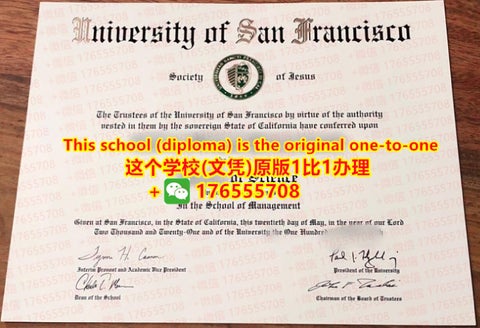 University of San Francisco
Society of Jesus
The Trustees of the University of San Francisco by virtue of the authority
vested in them by the sovereign State of California have conferred upon
This school (diploma) is the original one-to-one
这个学校(文凭)原版1比1办理
+ 176555708
of Science
In the School of Management
Given at San Francisco, in the State of California, this twentieth day of May, in the year of our Lord
Two Thousand and Twenty-One and of the University the One Hundred
Interim Provost and Academic Vice President
President of the University
Dean of the School
Chairman of the Board of Trustees
+微信 176555708